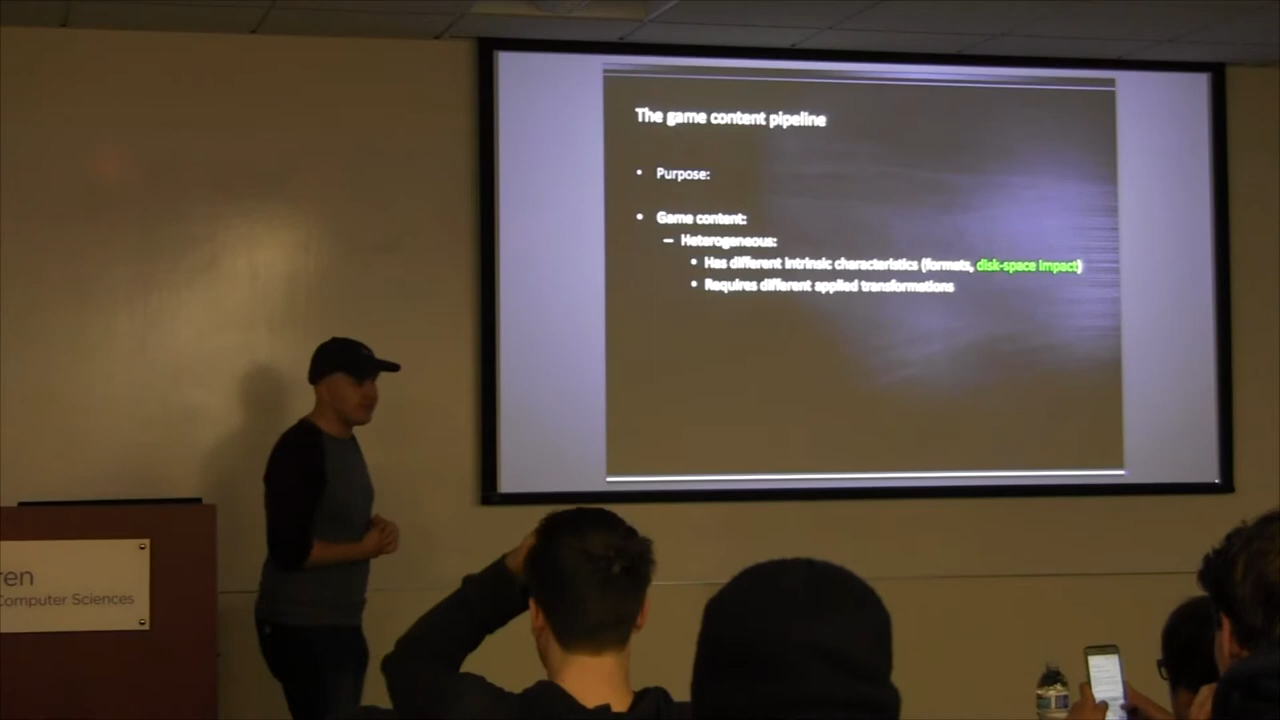 The game content pipeline
• Purpose:
• Game content:
– Heterogeneous:
• Has different intrinsic characteristics (formats, disk-space impact)
• Requires different applied transformations
ren
Computer Sciences